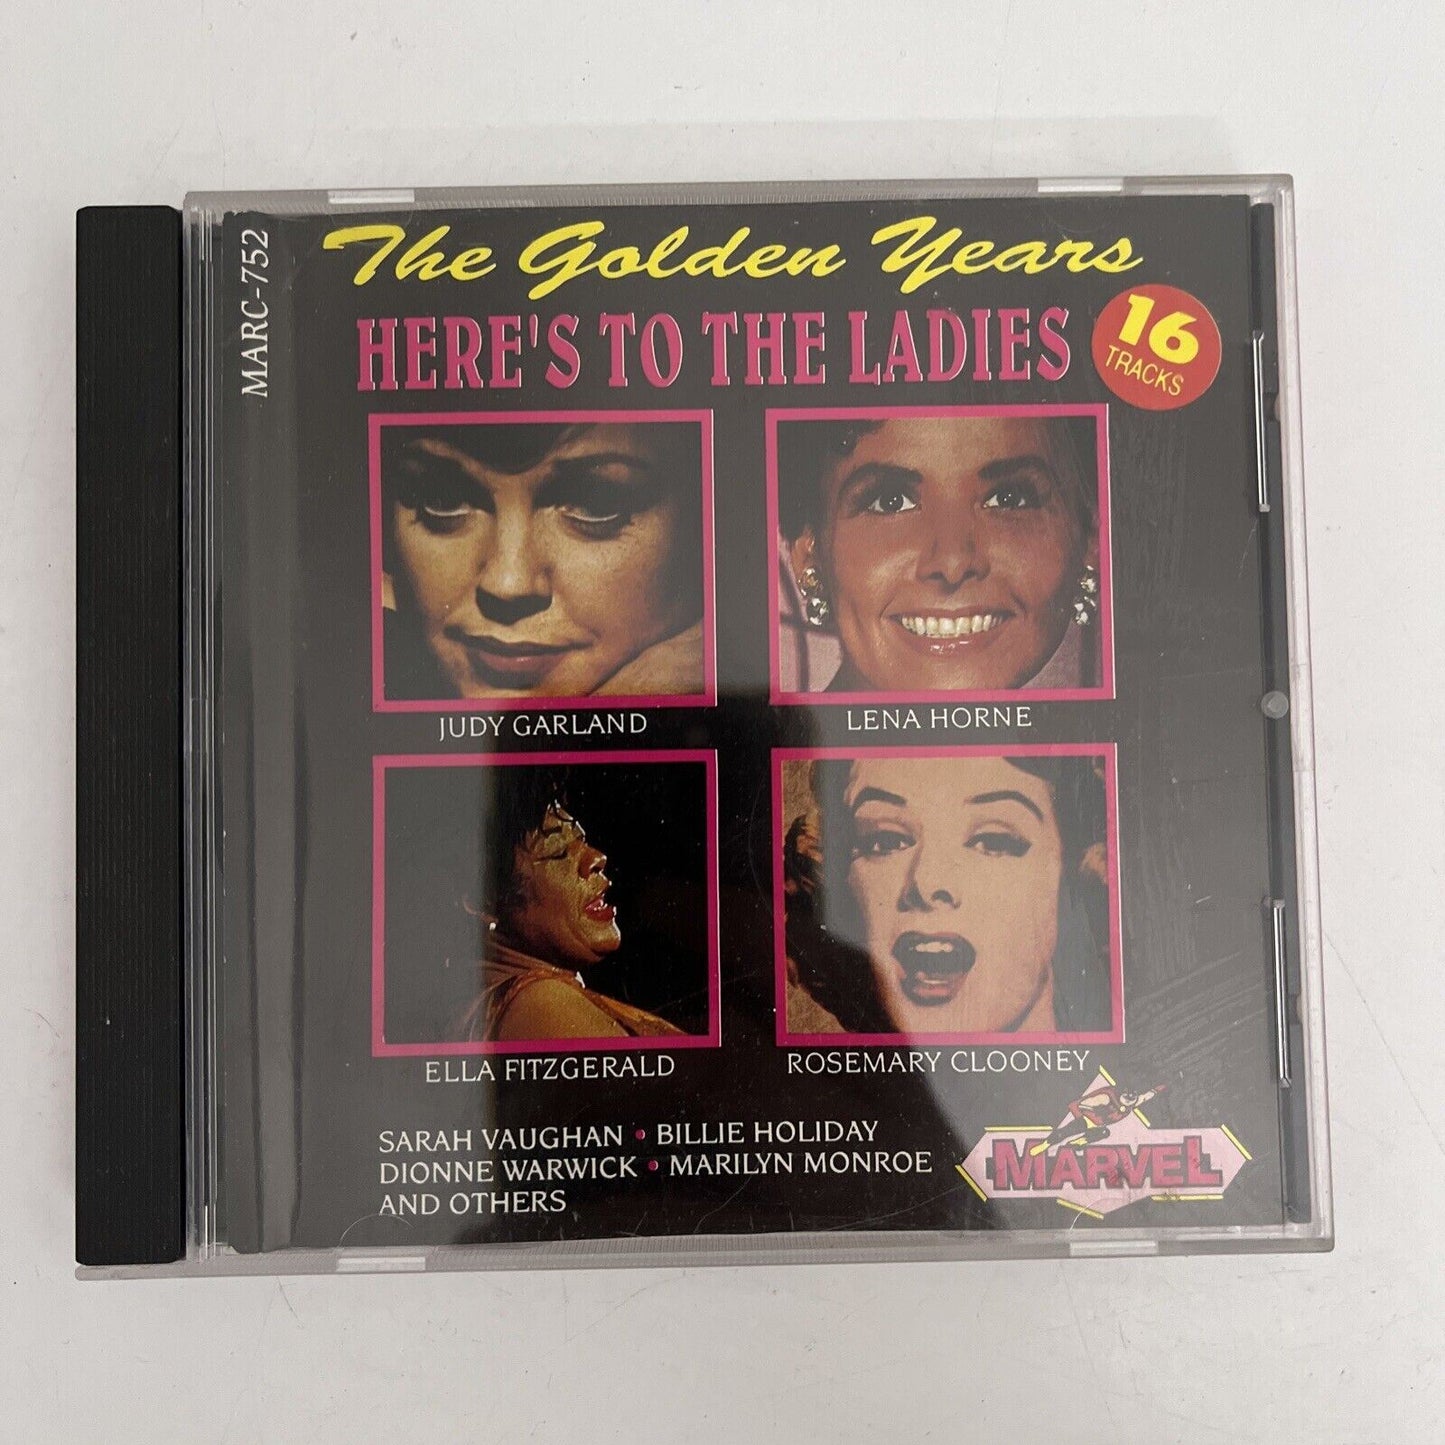 MARC-752
The Golden Years
HERE'S TO THE LADIES
16
TRACKS
JUDY GARLAND
LENA HORNE
ELLA FITZGERALD
ROSEMARY CLOONEY
SARAH VAUGHAN • BILLIE HOLIDAY
DIONNE WARWICK • MARILYN MONROE
AND OTHERS
MARVEL